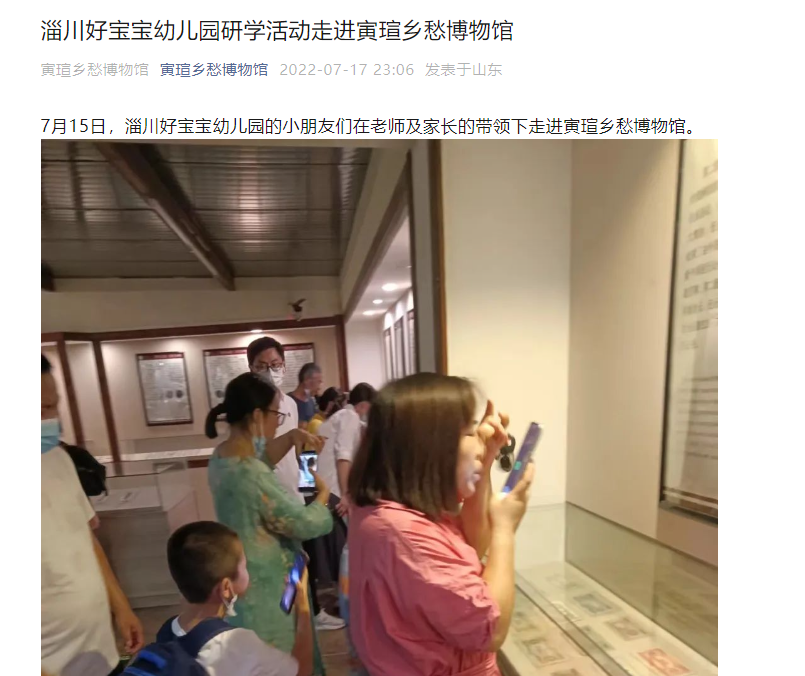 淄川好宝宝幼儿园研学活动走进寅瑄乡愁博物馆
寅瑄乡愁博物馆 寅瑄乡愁博物馆 2022-07-17 23:06 发表于山东
7月15日，淄川好宝宝幼儿园的小朋友们在老师及家长的带领下走进寅瑄乡愁博物馆。